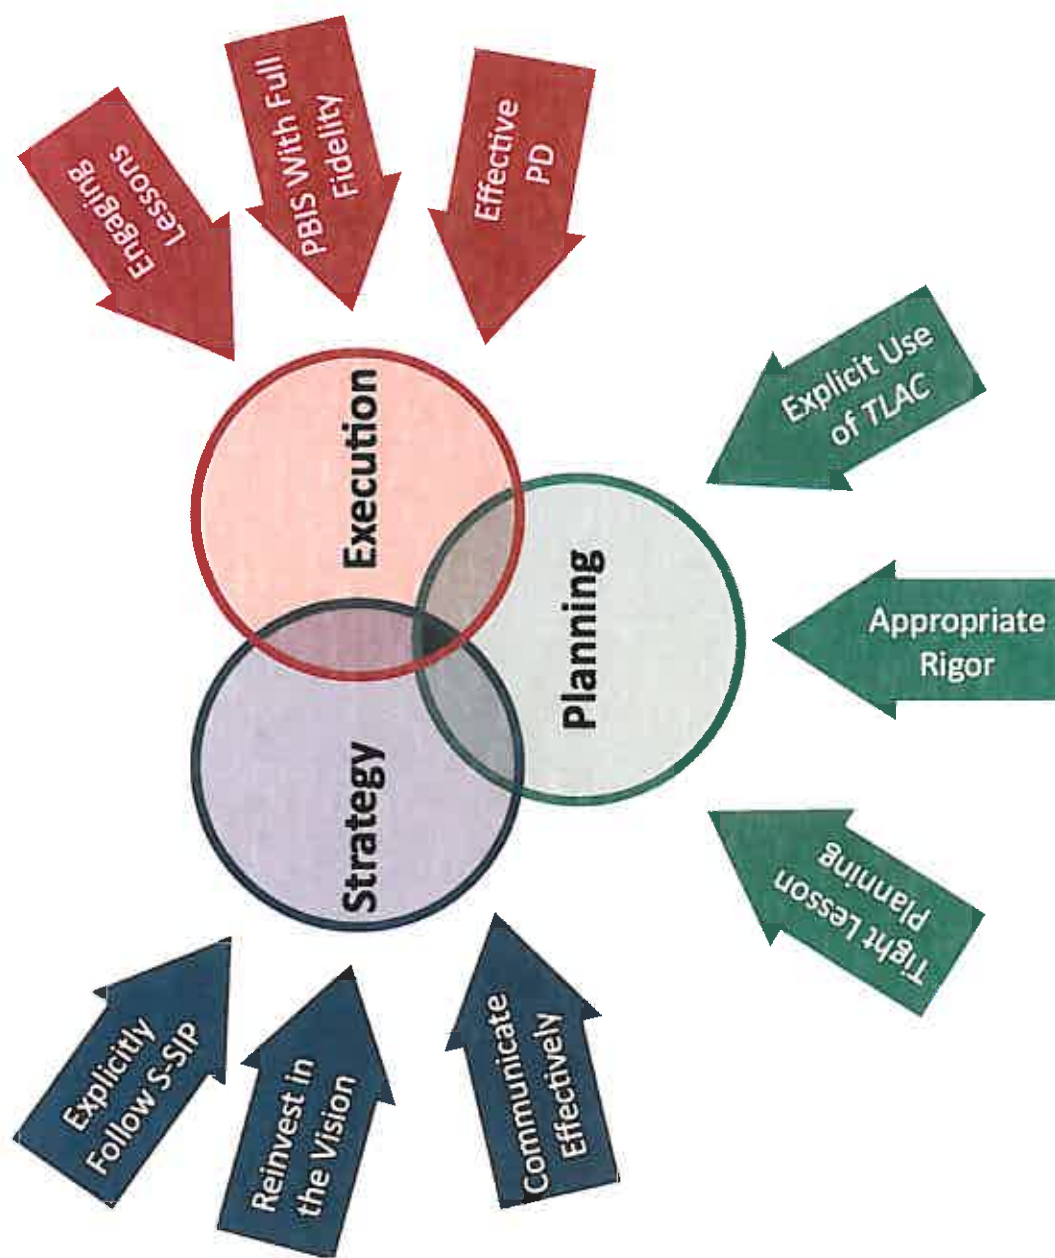 Explicitly
Follow S-SIP
Reinvest in
the Vision
Communicate
Effectively
Strategy
Execution
Planning
Engaging
Lessons
PBIS With Full
Fidelity
Effective
PD
Tight Lesson
Planning
Appropriate
Rigor
Explicit Use
of TLAC